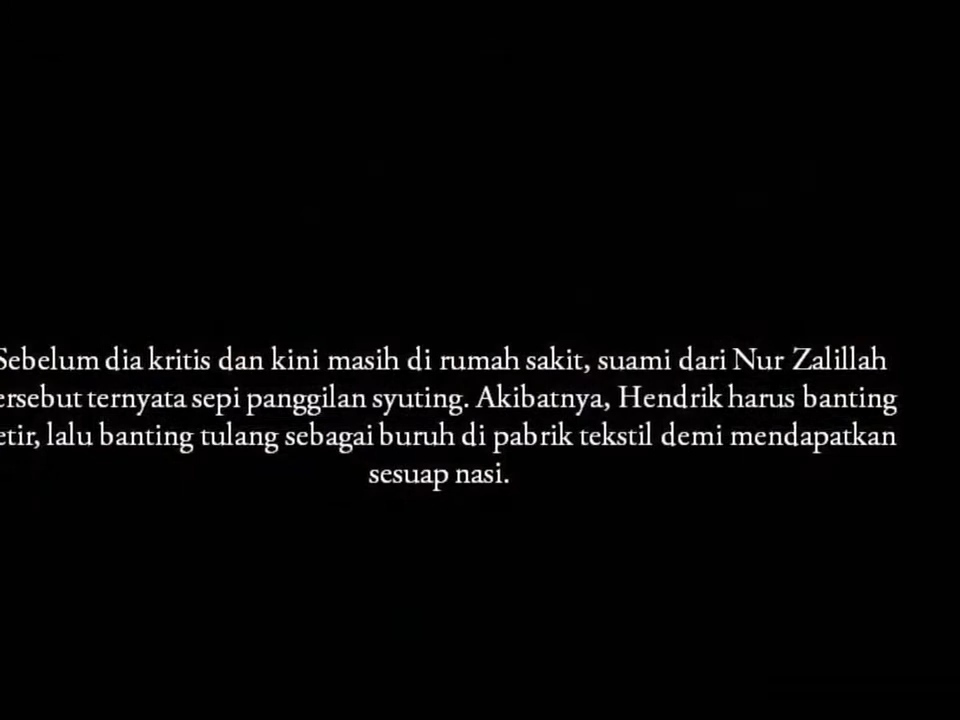 Sebelum dia kritis dan kini masih di rumah sakit, suami dari Nur Zalillah
ersebut ternyata sepi panggilan syuting. Akibatnya, Hendrik harus banting
etir, lalu banting tulang sebagai buruh di pabrik tekstil demi mendapatkan
sesuap nasi.